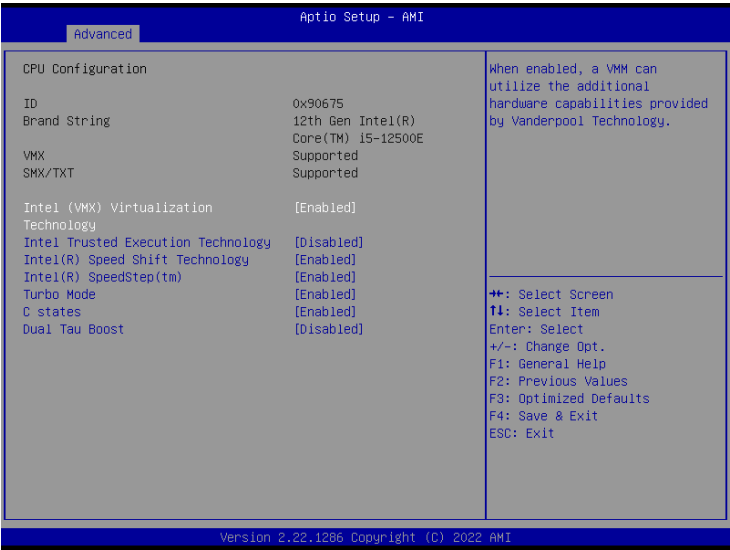 Aptio Setup – AMI
Advanced
CPU Configuration
ID 0x90675
Brand String 12th Gen Intel(R)
Core(TM) i5-12500E
VMX Supported
SMX/TXT Supported
Intel (VMX) Virtualization [Enabled]
Technology
Intel Trusted Execution Technology [Disabled]
Intel(R) Speed Shift Technology [Enabled]
Intel(R) SpeedStep(tm) [Enabled]
Turbo Mode [Enabled]
C states [Enabled]
Dual Tau Boost [Disabled]
When enabled, a VMM can
utilize the additional
hardware capabilities provided
by Vanderpool Technology.
→←: Select Screen
↑↓: Select Item
Enter: Select
+/-: Change Opt.
F1: General Help
F2: Previous Values
F3: Optimized Defaults
F4: Save & Exit
ESC: Exit
Version 2.22.1286 Copyright (C) 2022 AMI